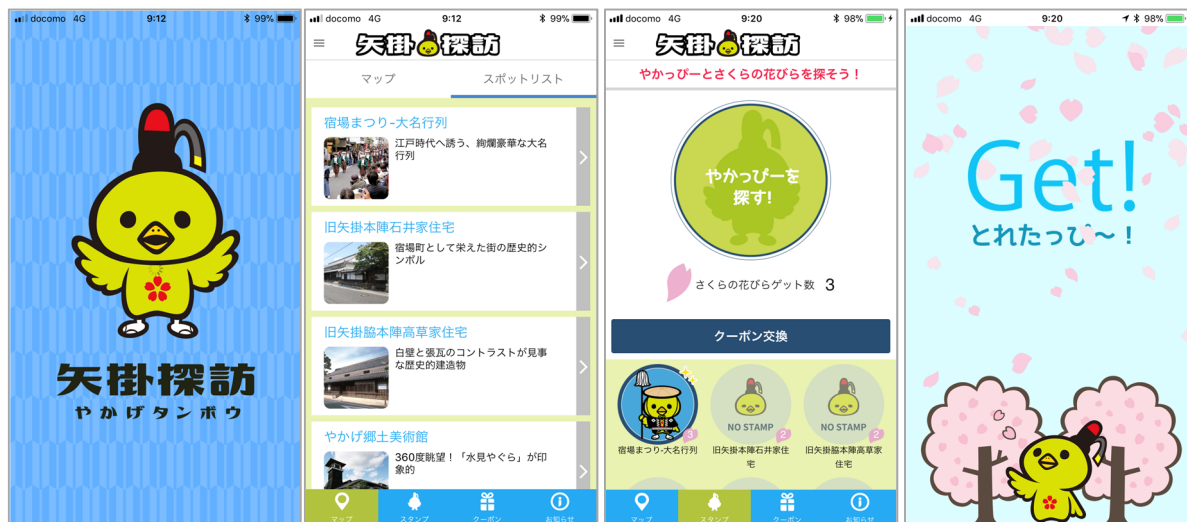 docomo 4G 9:12 99%
矢掛探訪
やかげタンボウ
docomo 4G 9:12 99%
矢掛探訪
マップ スポットリスト
宿場まつり-大名行列
江戸時代へ誘う、絢爛豪華な大名
行列
旧矢掛本陣石井家住宅
宿場町として栄えた街の歴史的シ
ンボル
旧矢掛脇本陣高草家住宅
白壁と張瓦のコントラストが見事
な歴史的建造物
やかげ郷土美術館
360度眺望！「水見やぐら」が印
象的
マップ スタンプ クーポン お知らせ
docomo 4G 9:20 98%
矢掛探訪
やかっぴーとさくらの花びらを探そう！
やかっぴーを
探す!
さくらの花びらゲット数 3
クーポン交換
NO STAMP NO STAMP
3 2 2
宿場まつり-大名行列 旧矢掛本陣石井家住
宅
旧矢掛脇本陣高草家
住宅
マップ スタンプ クーポン お知らせ
docomo 4G 9:20 98%
Get!
とれたっぴ〜！